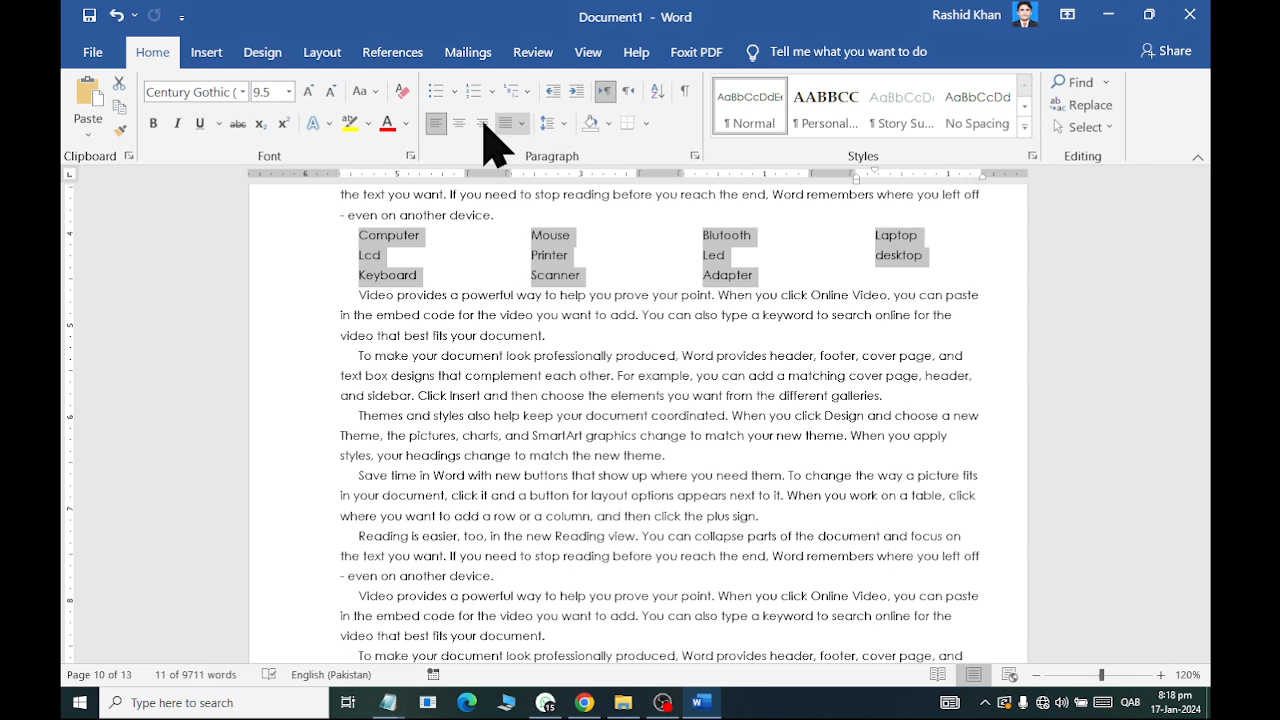 Document1 - Word
Rashid Khan
File Home Insert Design Layout References Mailings Review View Help Foxit PDF Tell me what you want to do Share
Paste
Clipboard
Century Gothic (
9.5
Aa
Font
Paragraph
AaBbCcDdE
¶ Normal
AABBCC
¶ Personal...
AaBbCcDd
¶ Story Su...
AaBbCcDd
No Spacing
Styles
Find
Replace
Select
Editing
6 5 3 1 1
the text you want. If you need to stop reading before you reach the end, Word remembers where you left off
- even on another device.
Computer Mouse Blutooth Laptop
Lcd Printer Led desktop
Keyboard Scanner Adapter
Video provides a powerful way to help you prove your point. When you click Online Video, you can paste
in the embed code for the video you want to add. You can also type a keyword to search online for the
video that best fits your document.
To make your document look professionally produced, Word provides header, footer, cover page, and
text box designs that complement each other. For example, you can add a matching cover page, header,
and sidebar. Click Insert and then choose the elements you want from the different galleries.
Themes and styles also help keep your document coordinated. When you click Design and choose a new
Theme, the pictures, charts, and SmartArt graphics change to match your new theme. When you apply
styles, your headings change to match the new theme.
Save time in Word with new buttons that show up where you need them. To change the way a picture fits
in your document, click it and a button for layout options appears next to it. When you work on a table, click
where you want to add a row or a column, and then click the plus sign.
Reading is easier, too, in the new Reading view. You can collapse parts of the document and focus on
the text you want. If you need to stop reading before you reach the end, Word remembers where you left off
- even on another device.
Video provides a powerful way to help you prove your point. When you click Online Video, you can paste
in the embed code for the video you want to add. You can also type a keyword to search online for the
video that best fits your document.
To make your document look professionally produced, Word provides header, footer, cover page, and
Page 10 of 13 11 of 9711 words English (Pakistan) 120%
Type here to search
15
QAB
8:18 pm
17-Jan-2024